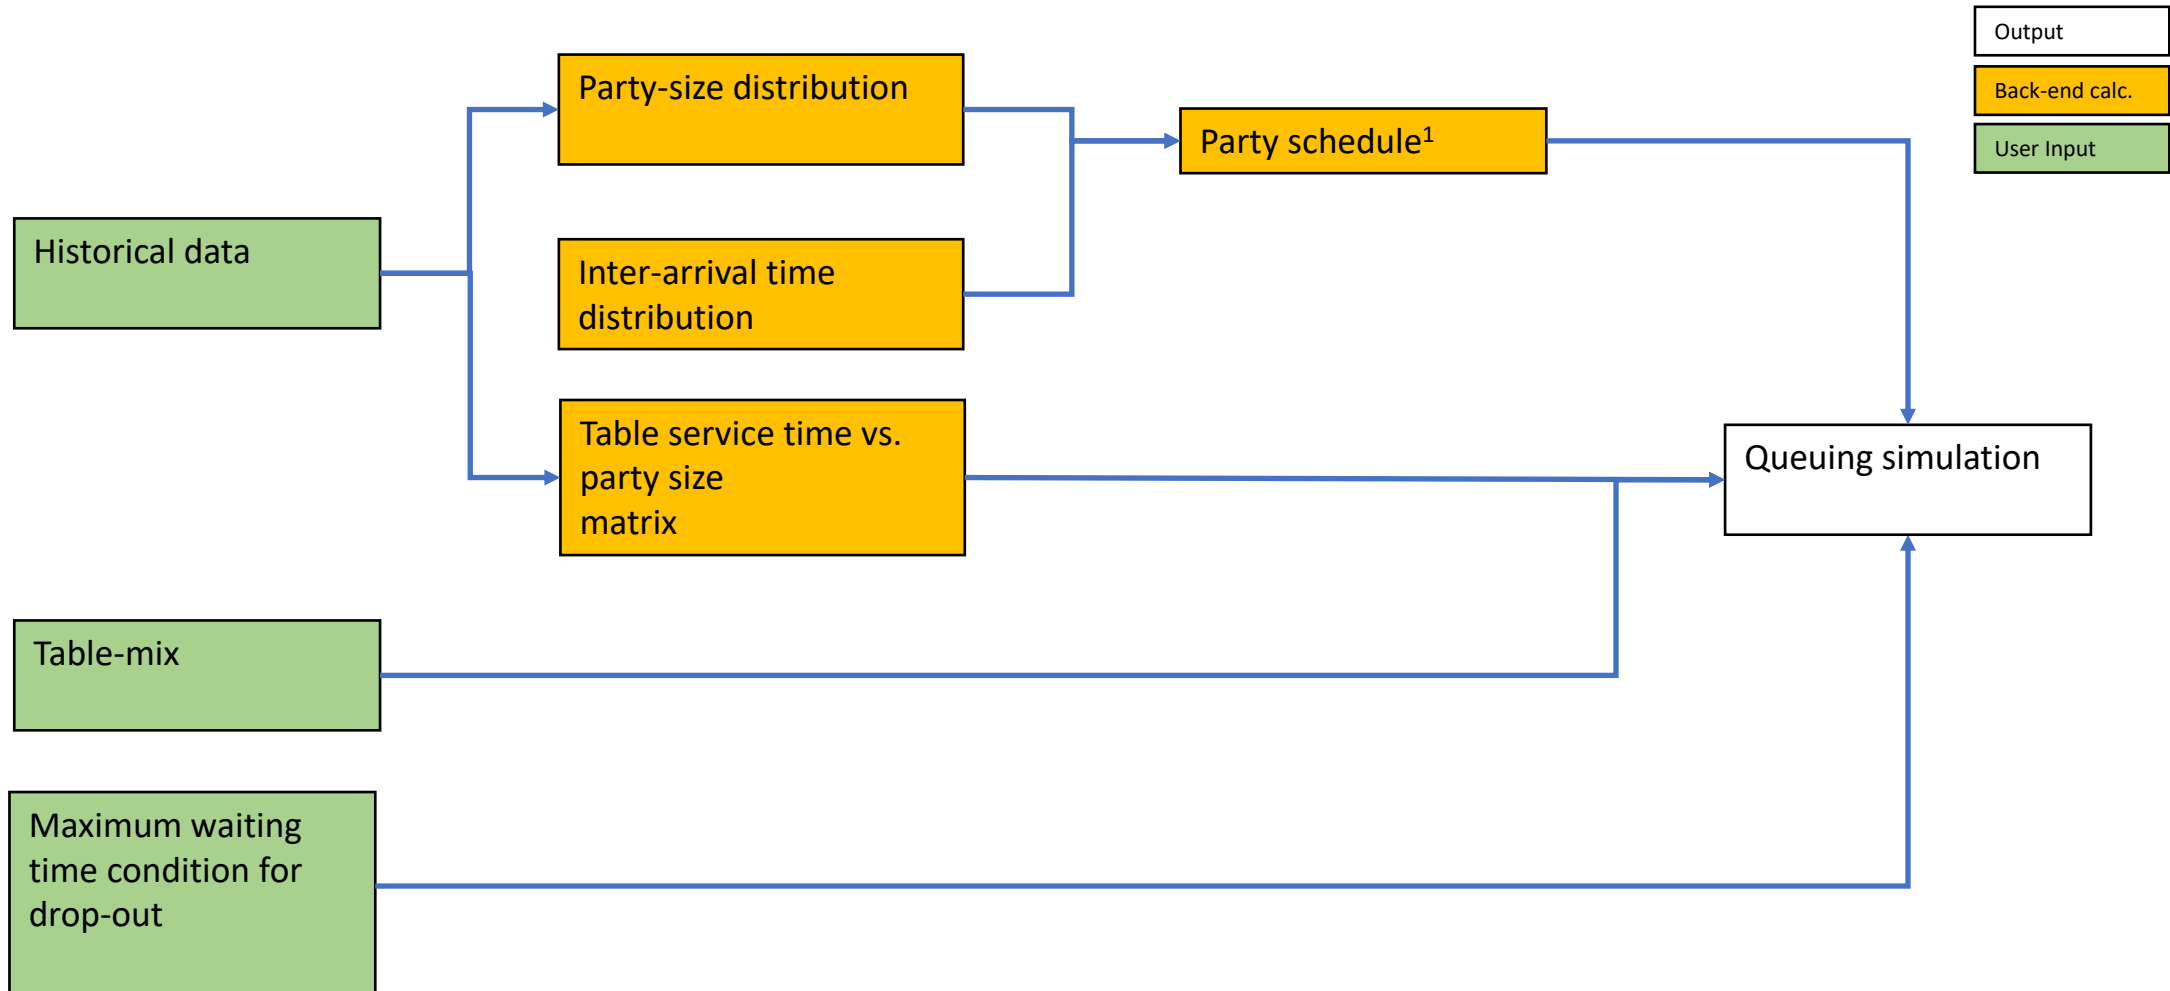 Output
Back-end calc.
User Input
Party-size distribution
Party schedule¹
Historical data
Inter-arrival time
distribution
Table service time vs.
party size
matrix
Queuing simulation
Table-mix
Maximum waiting
time condition for
drop-out